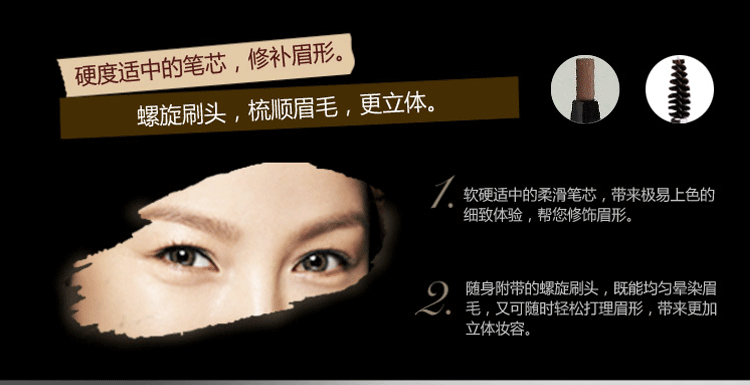 硬度适中的笔芯，修补眉形。
螺旋刷头，梳顺眉毛，更立体。
1. 软硬适中的柔滑笔芯，带来极易上色的
细致体验，帮您修饰眉形。
2. 随身附带的螺旋刷头，既能均匀晕染眉
毛，又可随时轻松打理眉形，带来更加
立体妆容。